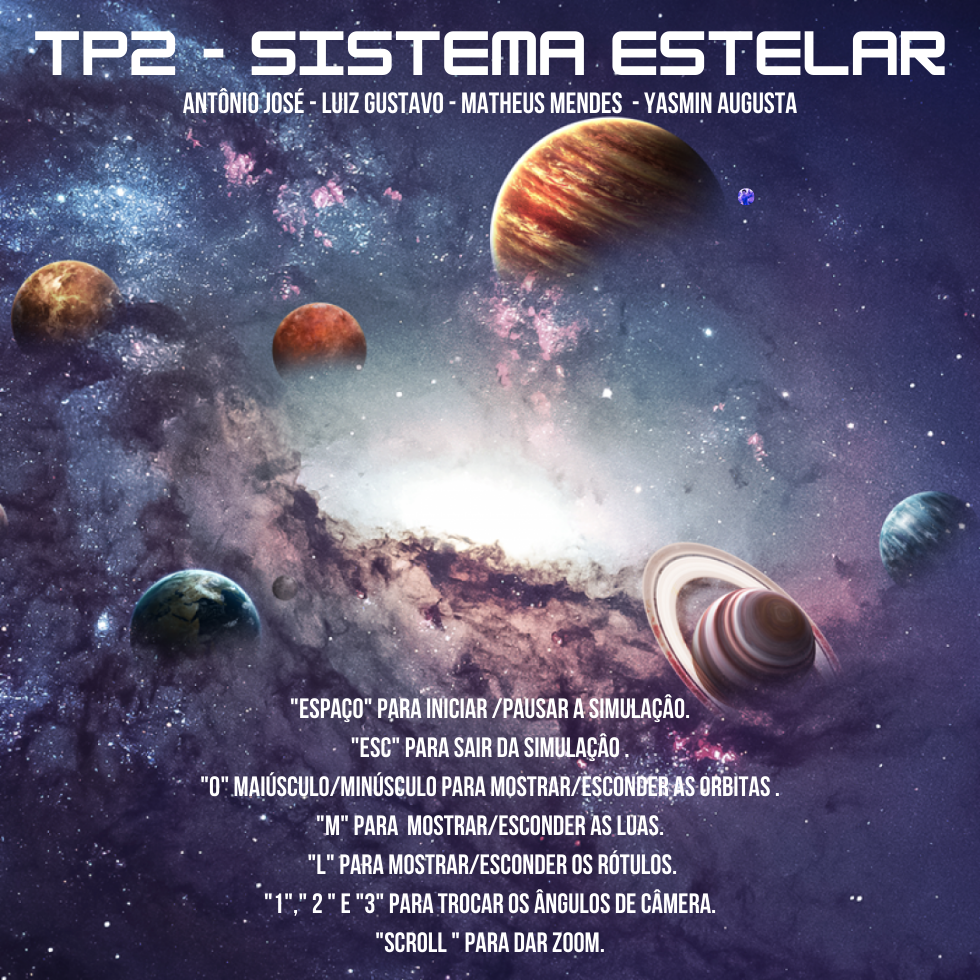 TP2 - SISTEMA ESTELAR
ANTÔNIO JOSÉ - LUIZ GUSTAVO - MATHEUS MENDES - YASMIN AUGUSTA
"ESPAÇO" PARA INICIAR /PAUSAR A SIMULAÇÂO.
"ESC" PARA SAIR DA SIMULAÇÂO .
"O" MAIÚSCULO/MINÚSCULO PARA MOSTRAR/ESCONDER AS ORBITAS .
"M" PARA MOSTRAR/ESCONDER AS LUAS.
"L" PARA MOSTRAR/ESCONDER OS RÓTULOS.
"1"," 2 " E "3" PARA TROCAR OS ÂNGULOS DE CÂMERA.
"SCROLL " PARA DAR ZOOM.